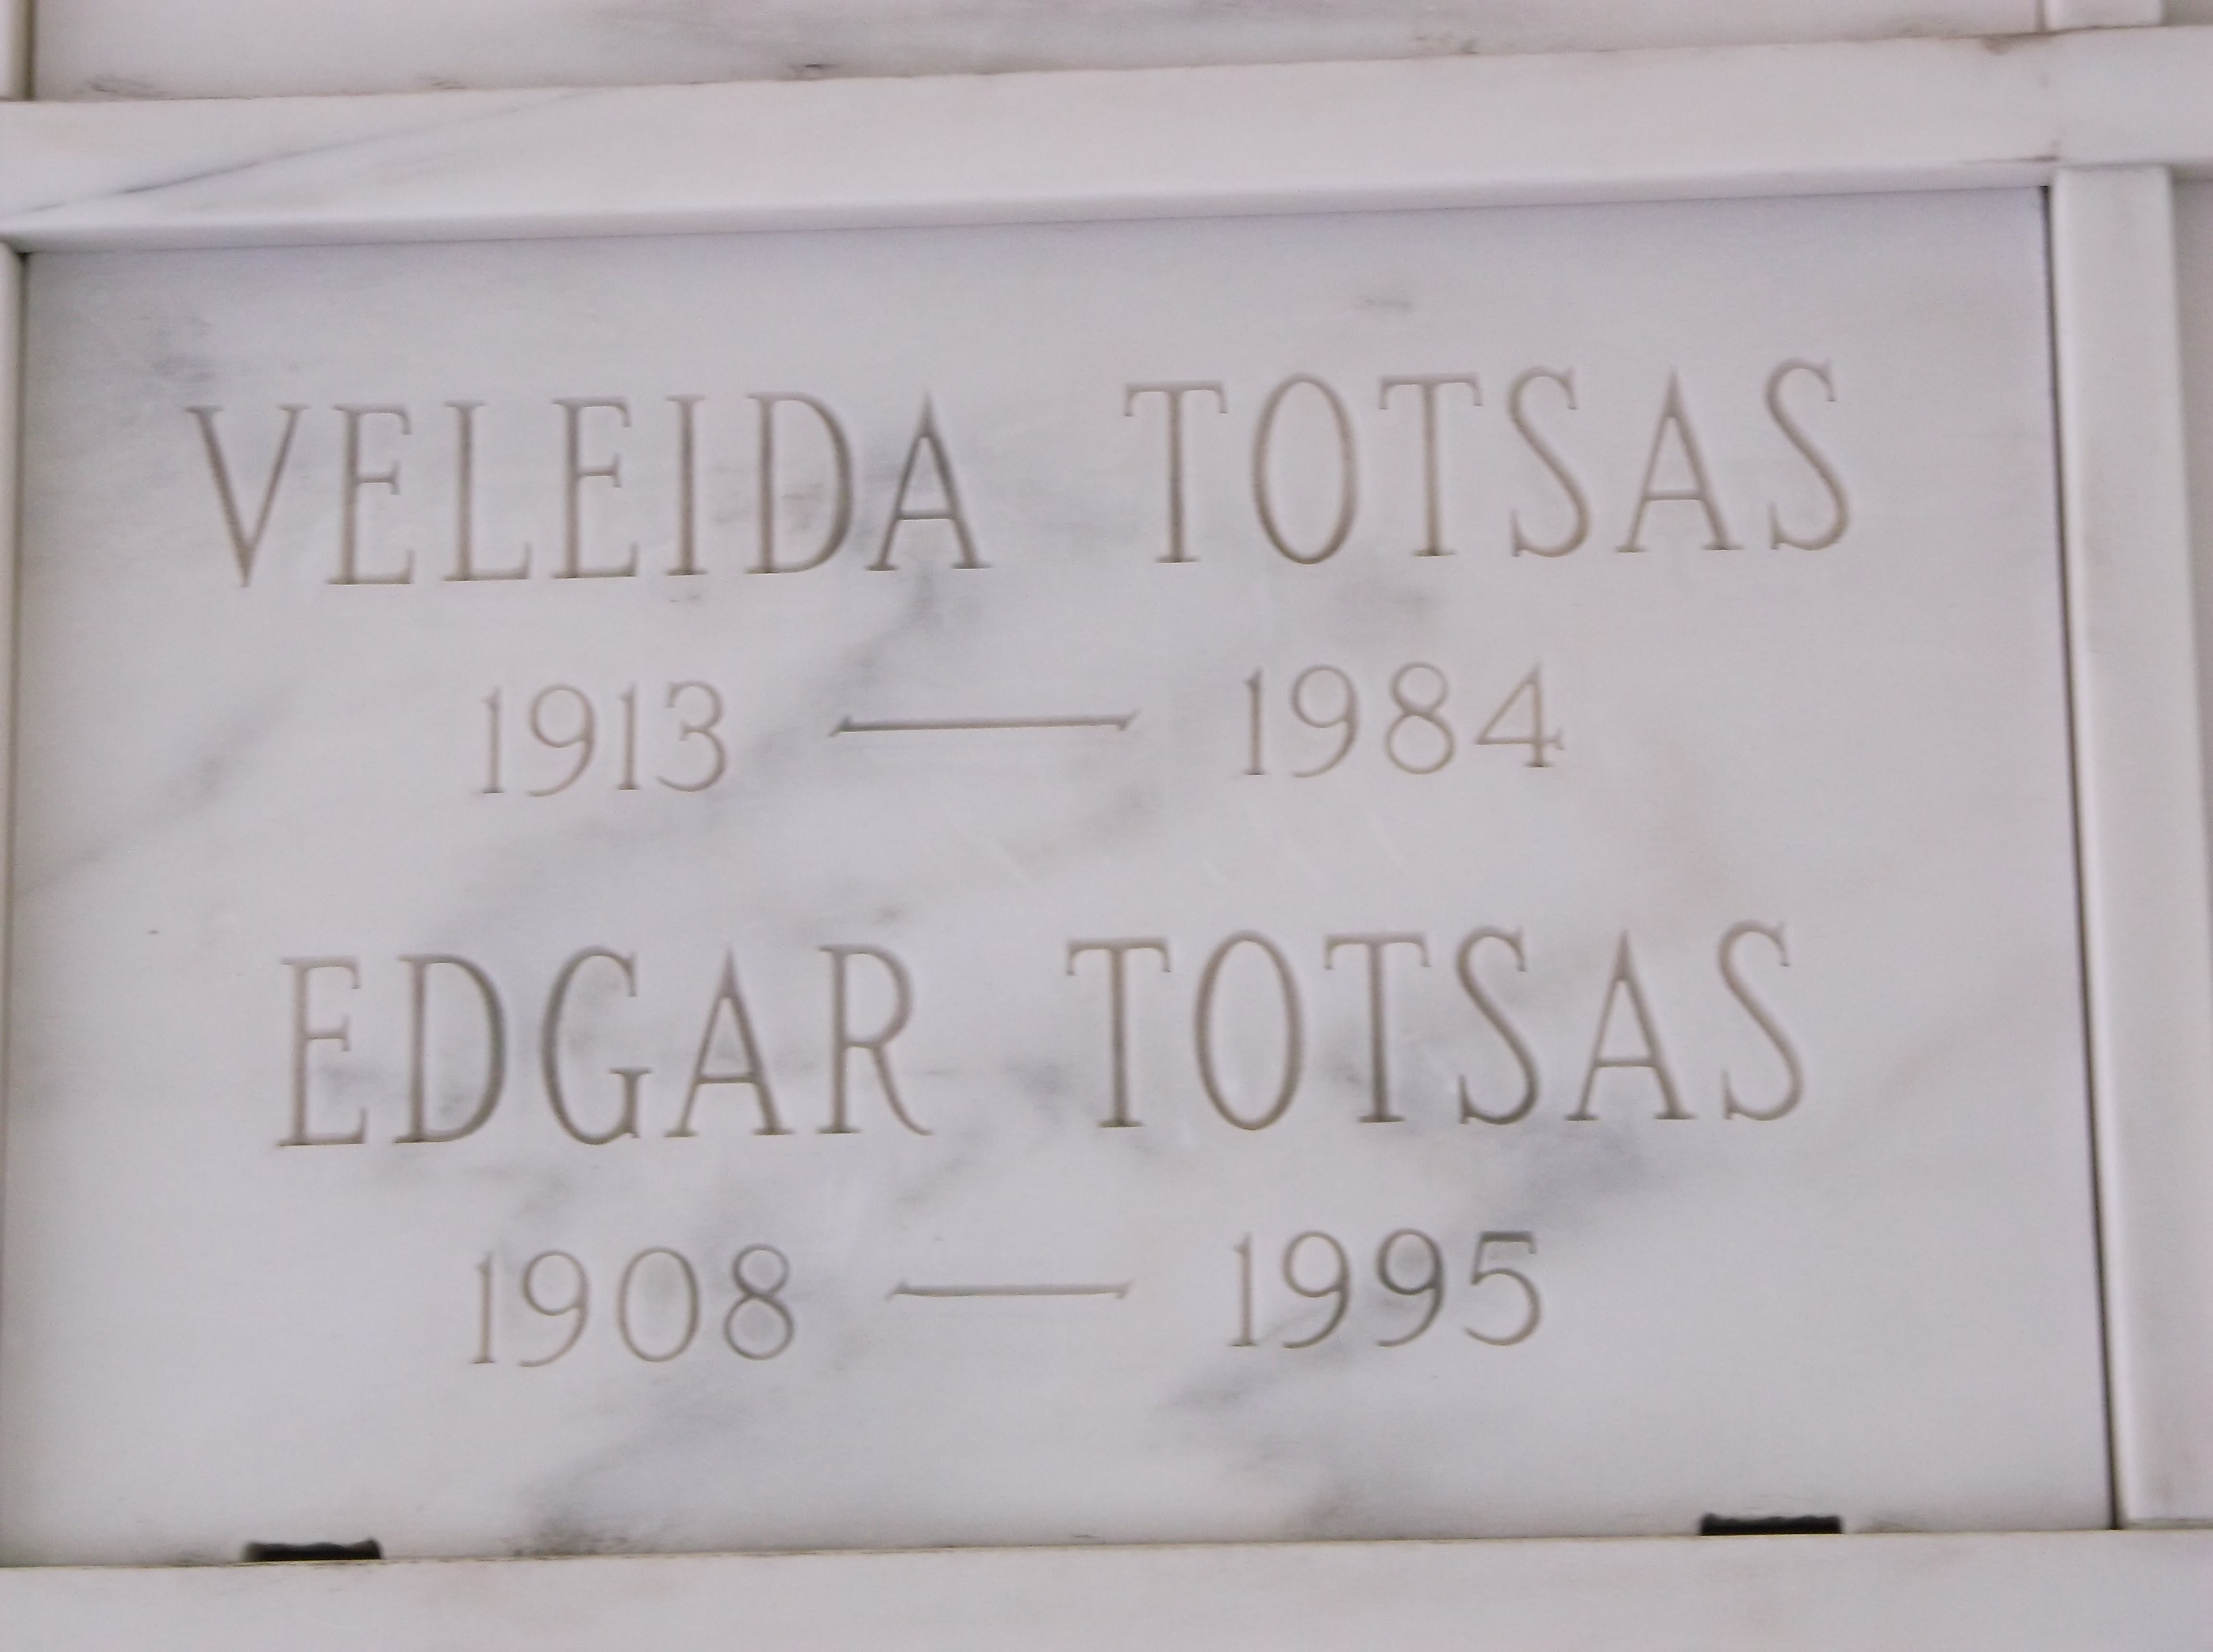 VELEIDA TOTSAS
1913 — 1984
EDGAR TOTSAS
1908 — 1995